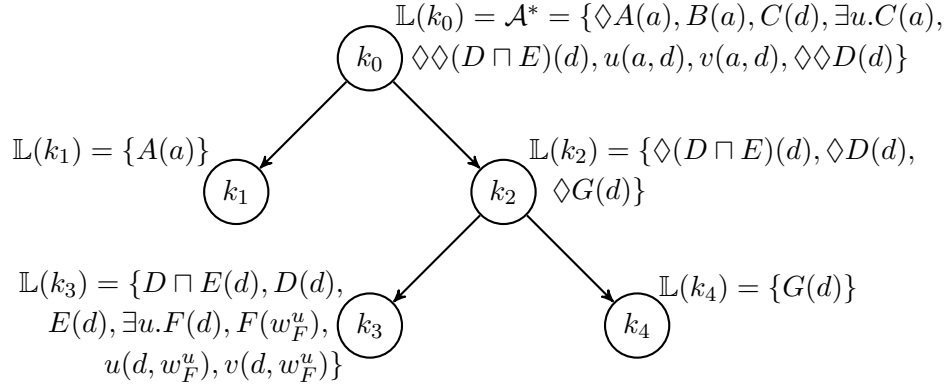 𝕃(k₀) = 𝒜* = {◊A(a), B(a), C(d), ∃u.C(a),
◊◊(D ⊓ E)(d), u(a, d), v(a, d), ◊◊D(d)}
k₀
𝕃(k₁) = {A(a)}
k₁
𝕃(k₂) = {◊(D ⊓ E)(d), ◊D(d),
◊G(d)}
k₂
𝕃(k₃) = {D ⊓ E(d), D(d),
E(d), ∃u.F(d), F(w_F^u),
u(d, w_F^u), v(d, w_F^u)}
k₃
𝕃(k₄) = {G(d)}
k₄